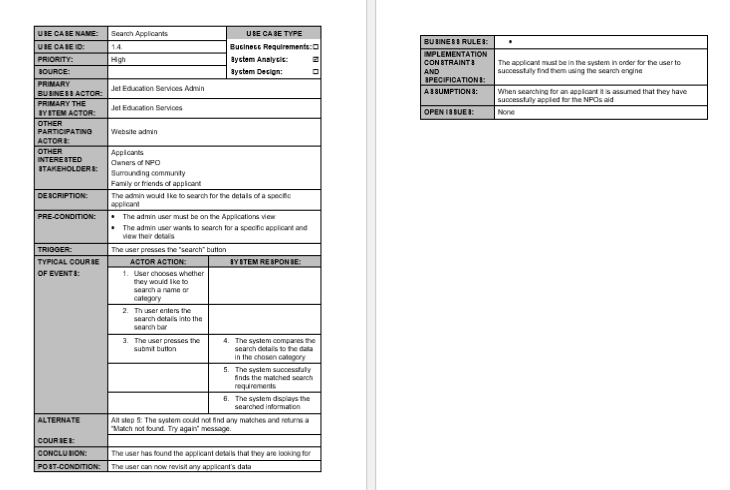 USE CASE NAME: Search Applicants USE CASE TYPE
USE CASE ID: 1.4. Business Requirements: ☐
PRIORITY: High System Analysis: ☑
SOURCE: System Design: ☐
PRIMARY
BUSINESS ACTOR: Jet Education Services Admin
PRIMARY THE
SYSTEM ACTOR: Jet Education Services
OTHER
PARTICIPATING
ACTORS: Website admin
OTHER
INTERESTED
STAKEHOLDERS:
Applicants
Owners of NPO
Surrounding community
Family or friends of applicant
DESCRIPTION: The admin would like to search for the details of a specific
applicant
PRE-CONDITION: • The admin user must be on the Applications view
• The admin user wants to search for a specific applicant and
view their details
TRIGGER: The user presses the "search" button
TYPICAL COURSE
OF EVENTS:
ACTOR ACTION: SYSTEM RESPONSE:
1. User chooses whether
they would like to
search a name or
category
2. Th user enters the
search details into the
search bar
3. The user presses the
submit button
4. The system compares the
search details to the data
in the chosen category
5. The system successfully
finds the matched search
requirements
6. The system displays the
searched information
ALTERNATE
COURSES:
Alt step 5: The system could not find any matches and returns a
"Match not found. Try again" message.
CONCLUSION: The user has found the applicant details that they are looking for
POST-CONDITION: The user can now revisit any applicant's data
BUSINESS RULES: •
IMPLEMENTATION
CONSTRAINTS
AND
SPECIFICATIONS:
The applicant must be in the system in order for the user to
successfully find them using the search engine
ASSUMPTIONS: When searching for an applicant it is assumed that they have
successfully applied for the NPOs aid
OPEN ISSUES: None